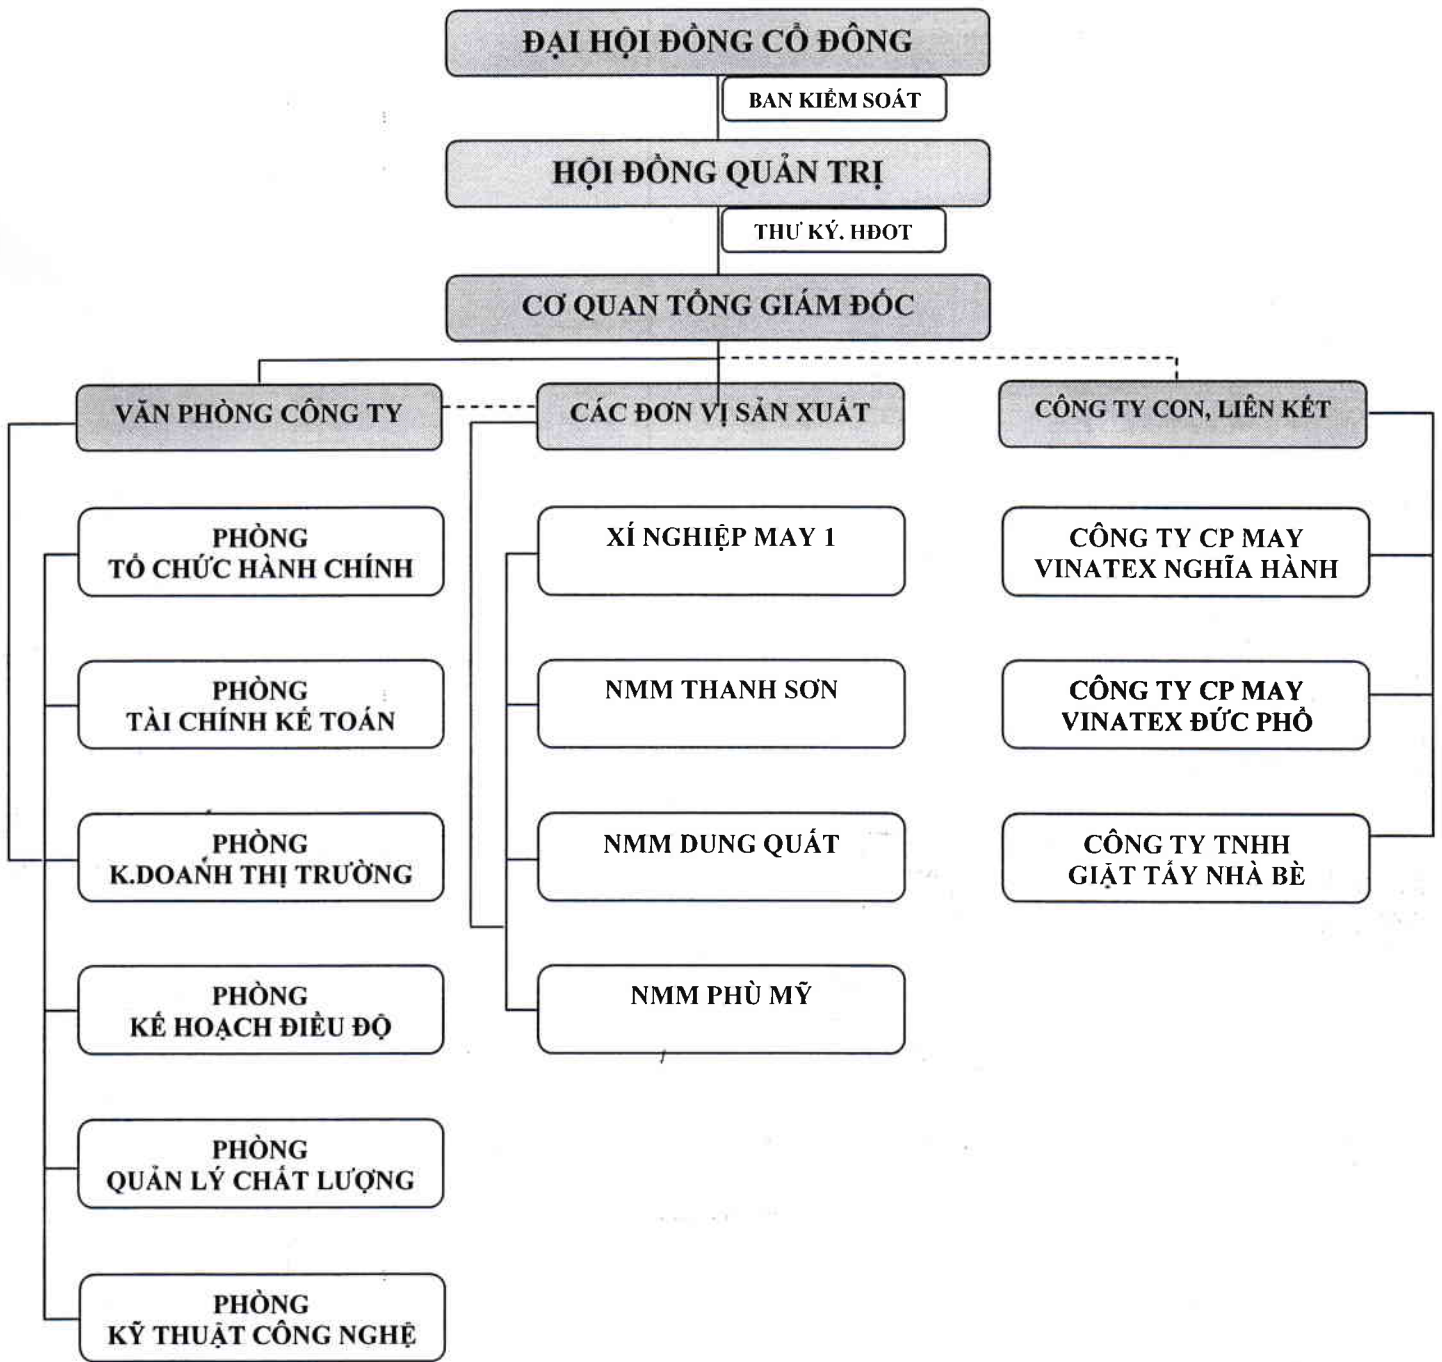 ĐẠI HỘI ĐỒNG CỔ ĐÔNG
BAN KIỂM SOÁT
HỘI ĐỒNG QUẢN TRỊ
THƯ KÝ. HĐQT
CƠ QUAN TỔNG GIÁM ĐỐC
VĂN PHÒNG CÔNG TY
CÁC ĐƠN VỊ SẢN XUẤT
CÔNG TY CON, LIÊN KẾT
PHÒNG
TỔ CHỨC HÀNH CHÍNH
XÍ NGHIỆP MAY 1
CÔNG TY CP MAY
VINATEX NGHĨA HÀNH
PHÒNG
TÀI CHÍNH KẾ TOÁN
NMM THANH SƠN
CÔNG TY CP MAY
VINATEX ĐỨC PHỔ
PHÒNG
K.DOANH THỊ TRƯỜNG
NMM DUNG QUẤT
CÔNG TY TNHH
GIẶT TẨY NHÀ BÈ
PHÒNG
KẾ HOẠCH ĐIỀU ĐỘ
NMM PHÙ MỸ
PHÒNG
QUẢN LÝ CHẤT LƯỢNG
PHÒNG
KỸ THUẬT CÔNG NGHỆ